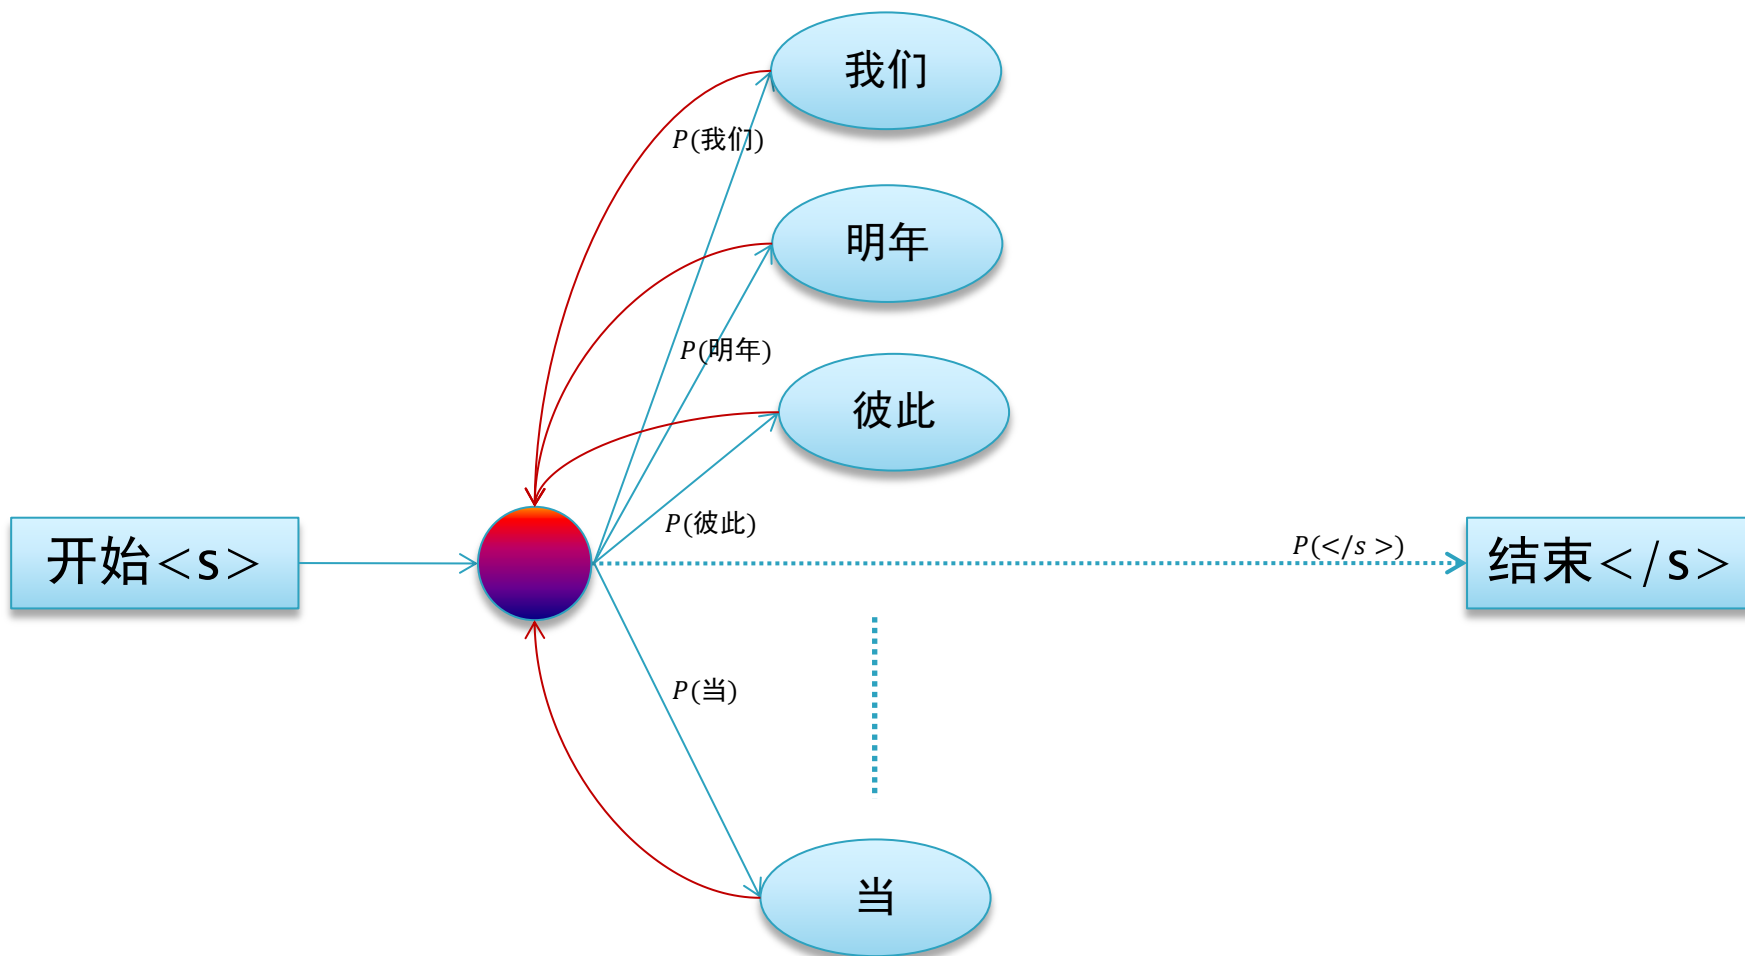 我们
P(我们)
明年
P(明年)
彼此
P(彼此)
开始<s>
P(</s >)
结束</s>
P(当)
当